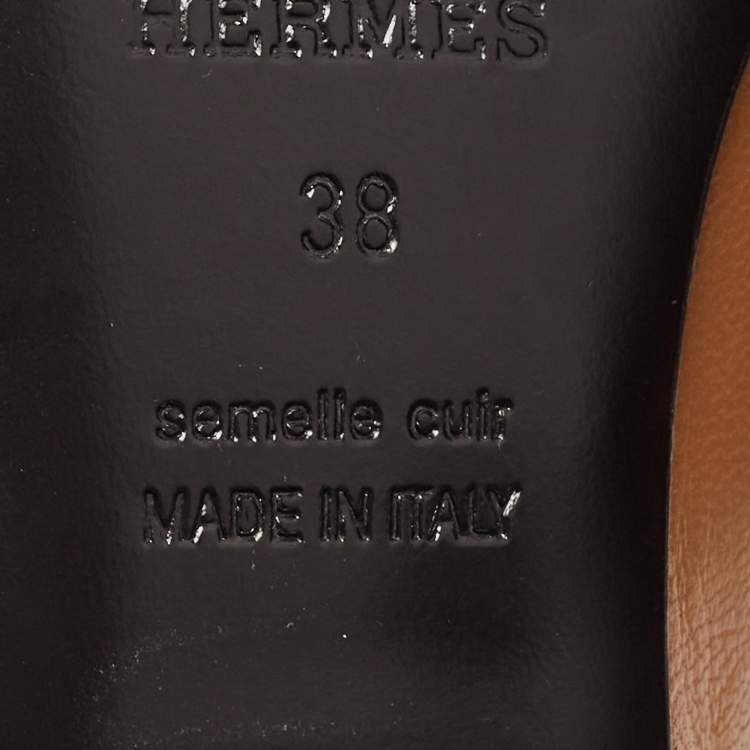 HERMES
38
semelle cuir
MADE IN ITALY